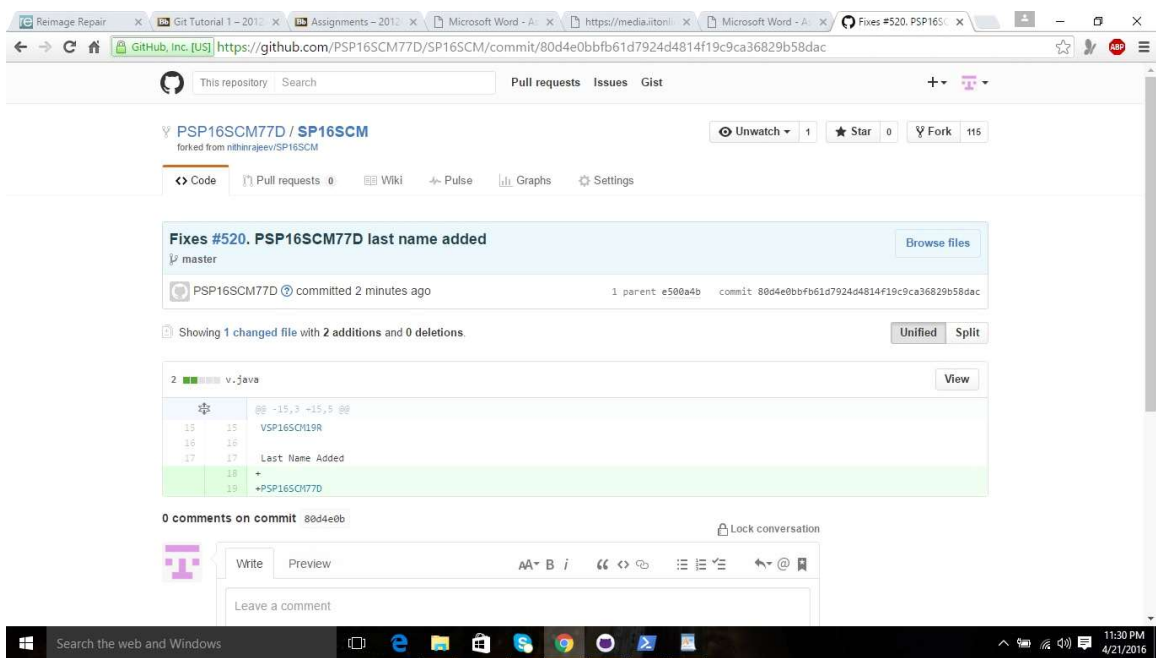 Reimage Repair Git Tutorial 1 – 2012 Assignments – 2012 Microsoft Word - A https://media.iitonli Microsoft Word - A Fixes #520. PSP16SC
GitHub, Inc. [US] https://github.com/PSP16SCM77D/SP16SCM/commit/80d4e0bbfb61d7924d4814f19c9ca36829b58dac
This repository Search Pull requests Issues Gist
PSP16SCM77D / SP16SCM Unwatch 1 Star 0 Fork 115
forked from nithinrajeev/SP16SCM
Code Pull requests 0 Wiki Pulse Graphs Settings
Fixes #520. PSP16SCM77D last name added Browse files
master
PSP16SCM77D committed 2 minutes ago 1 parent e500a4b commit 80d4e0bbfb61d7924d4814f19c9ca36829b58dac
Showing 1 changed file with 2 additions and 0 deletions. Unified Split
2 v.java View
@@ -15,3 +15,5 @@
15 15 VSP16SCM19R
16 16
17 17 Last Name Added
18 +
19 +PSP16SCM77D
0 comments on commit 80d4e0b Lock conversation
Write Preview AA B i
Leave a comment
Search the web and Windows 11:30 PM
4/21/2016